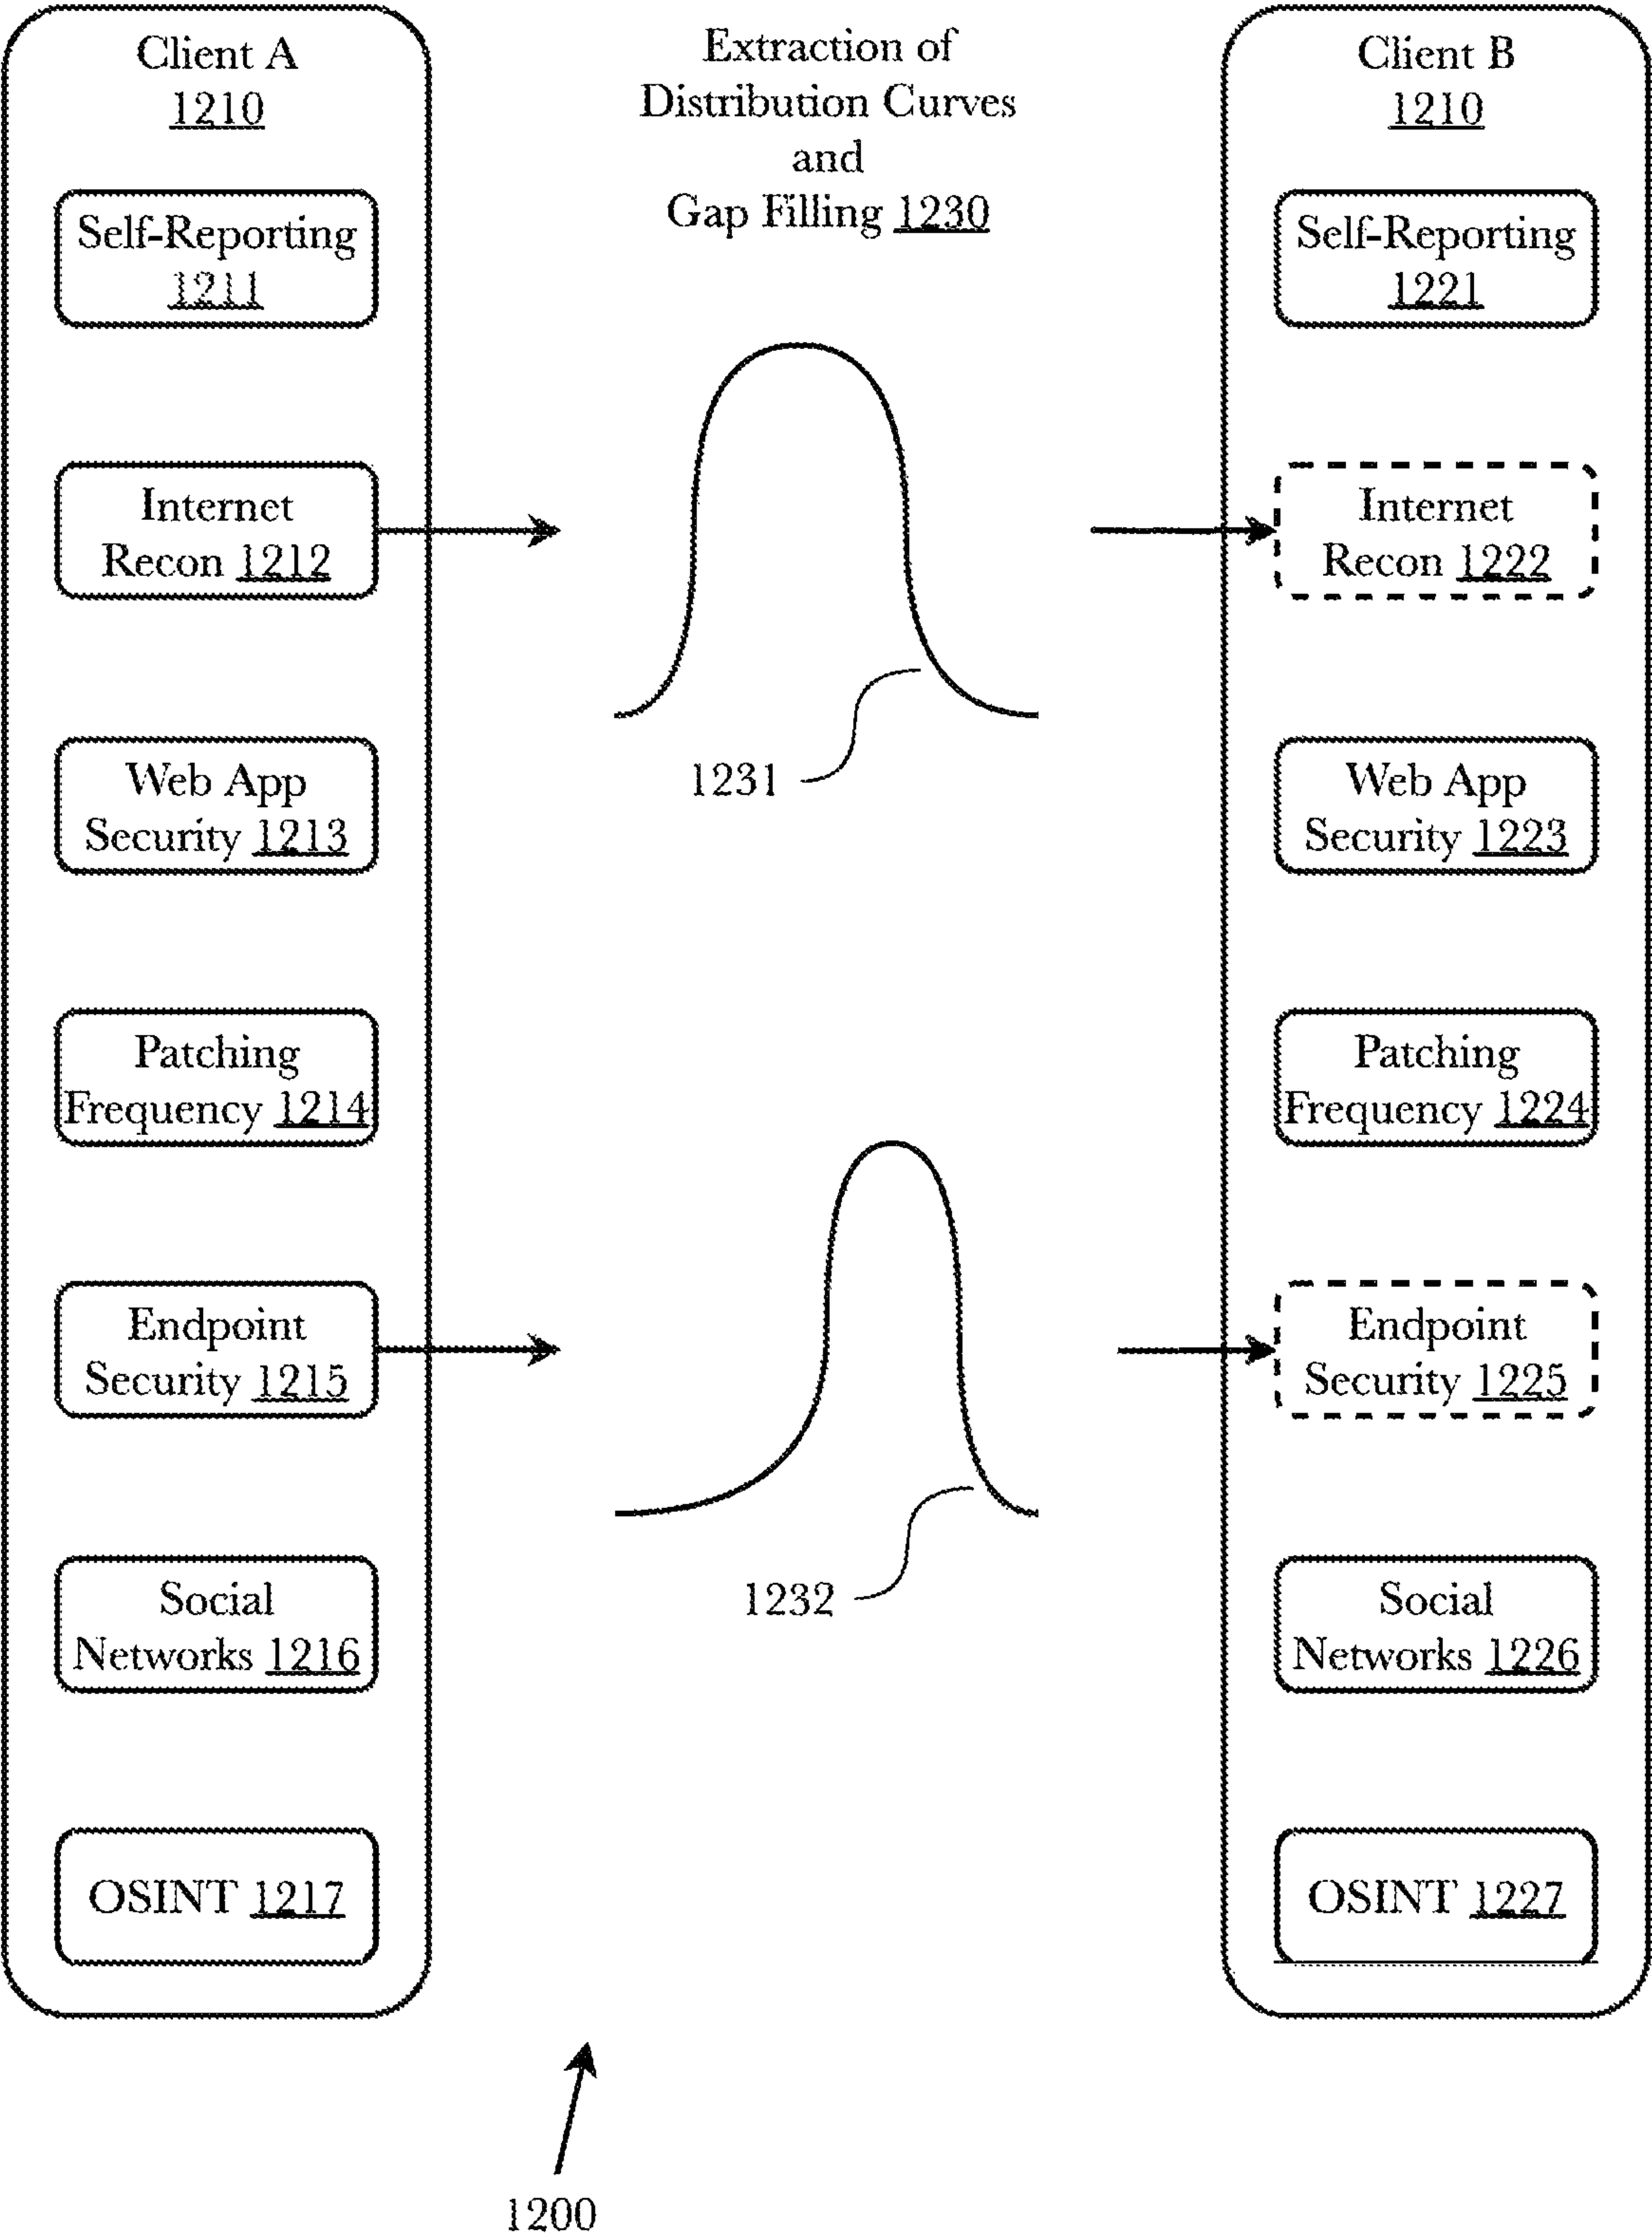 Client A
1210
Self-Reporting
1211
Internet
Recon 1212
Web App
Security 1213
Patching
Frequency 1214
Endpoint
Security 1215
Social
Networks 1216
OSINT 1217
Extraction of
Distribution Curves
and
Gap Filling 1230
1231
1232
Client B
1210
Self-Reporting
1221
Internet
Recon 1222
Web App
Security 1223
Patching
Frequency 1224
Endpoint
Security 1225
Social
Networks 1226
OSINT 1227
1200